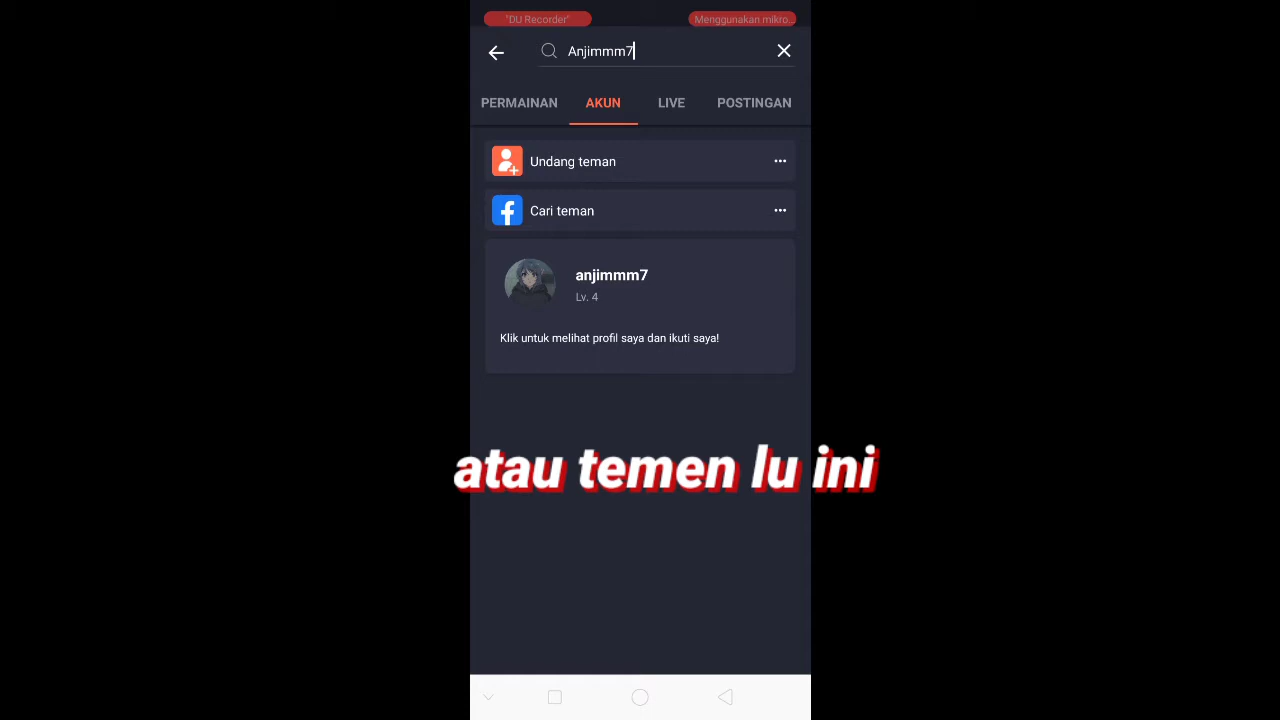 "DU Recorder"
Menggunakan mikro...
Anjimmm7
PERMAINAN
AKUN
LIVE
POSTINGAN
Undang teman
Cari teman
anjimmm7
Lv. 4
Klik untuk melihat profil saya dan ikuti saya!
atau temen lu ini